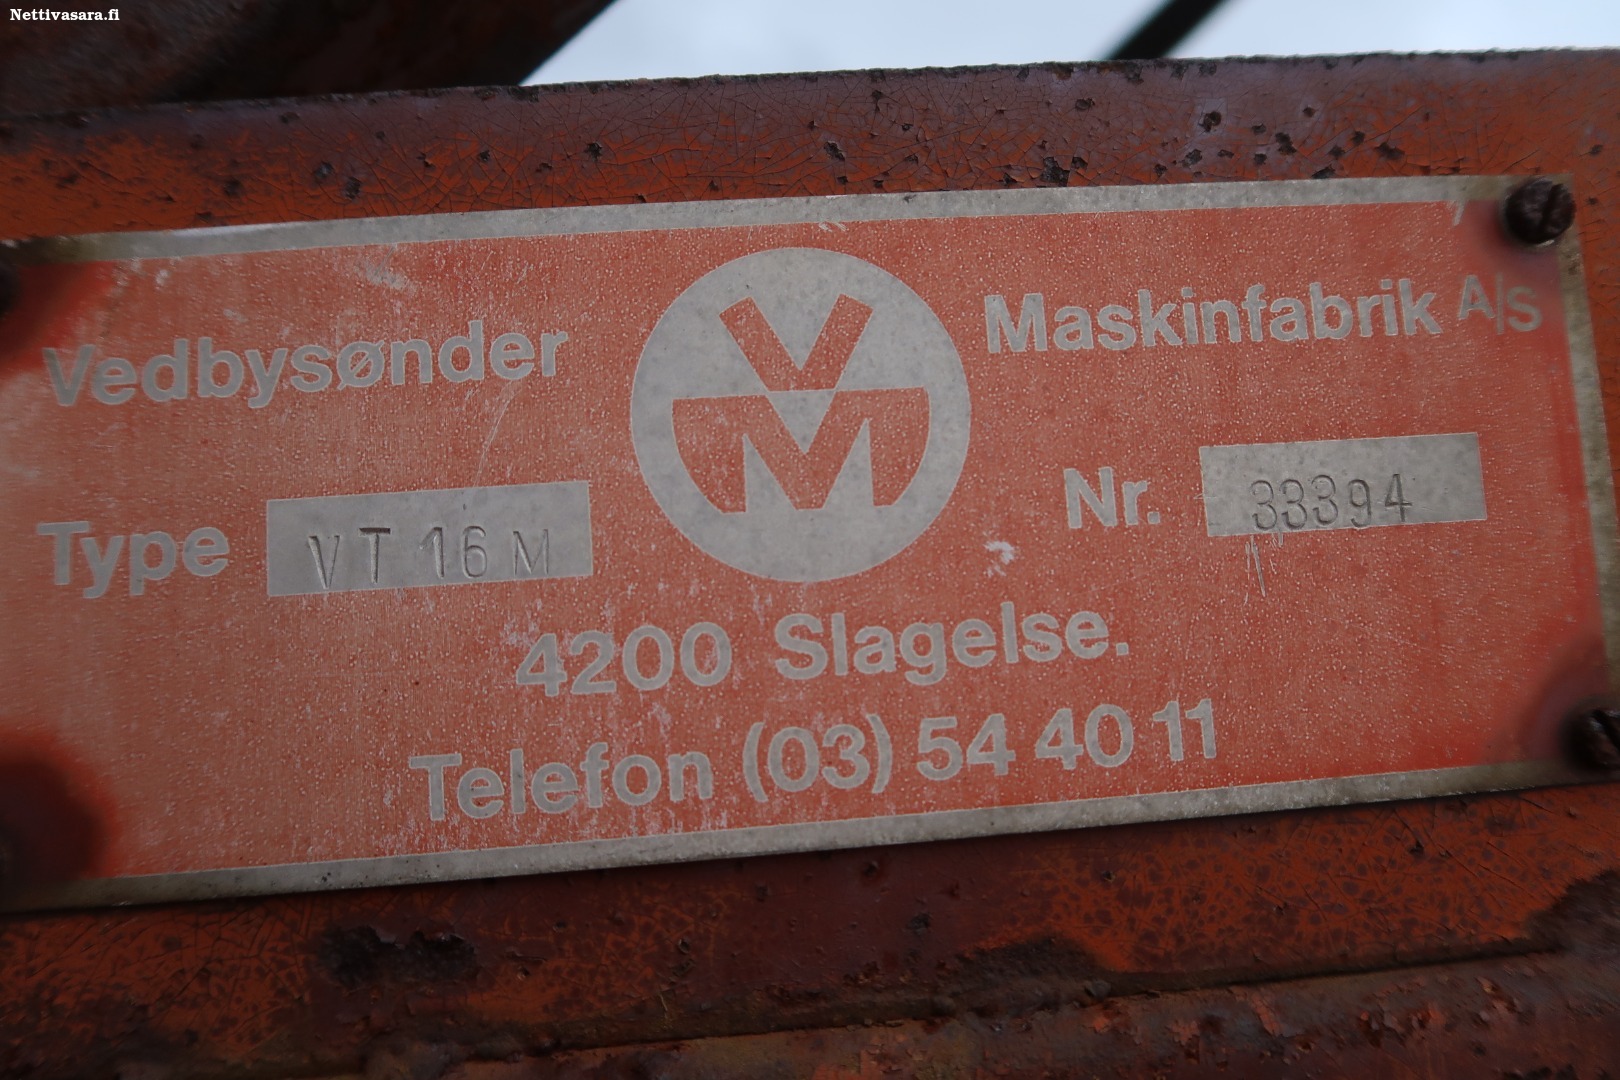 Nettivasara.fi
Vedbysønder VM Maskinfabrik A/S
Type VT 16 M Nr. 33394
4200 Slagelse.
Telefon (03) 54 40 11